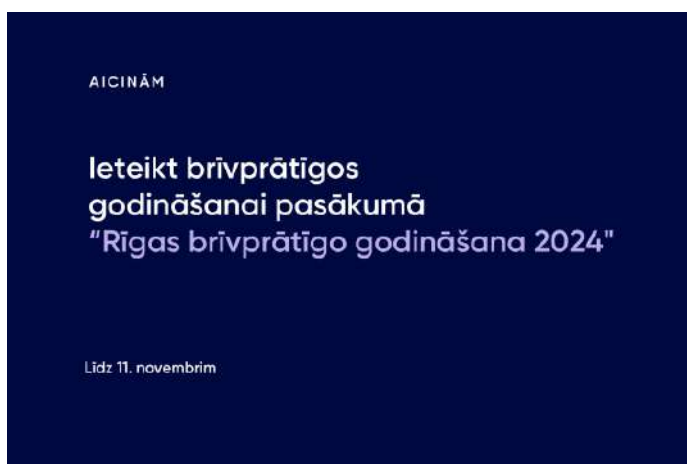 AICINĀM
Ieteikt brīvprātīgos
godināšanai pasākumā
“Rīgas brīvprātīgo godināšana 2024"
Līdz 11. novembrim